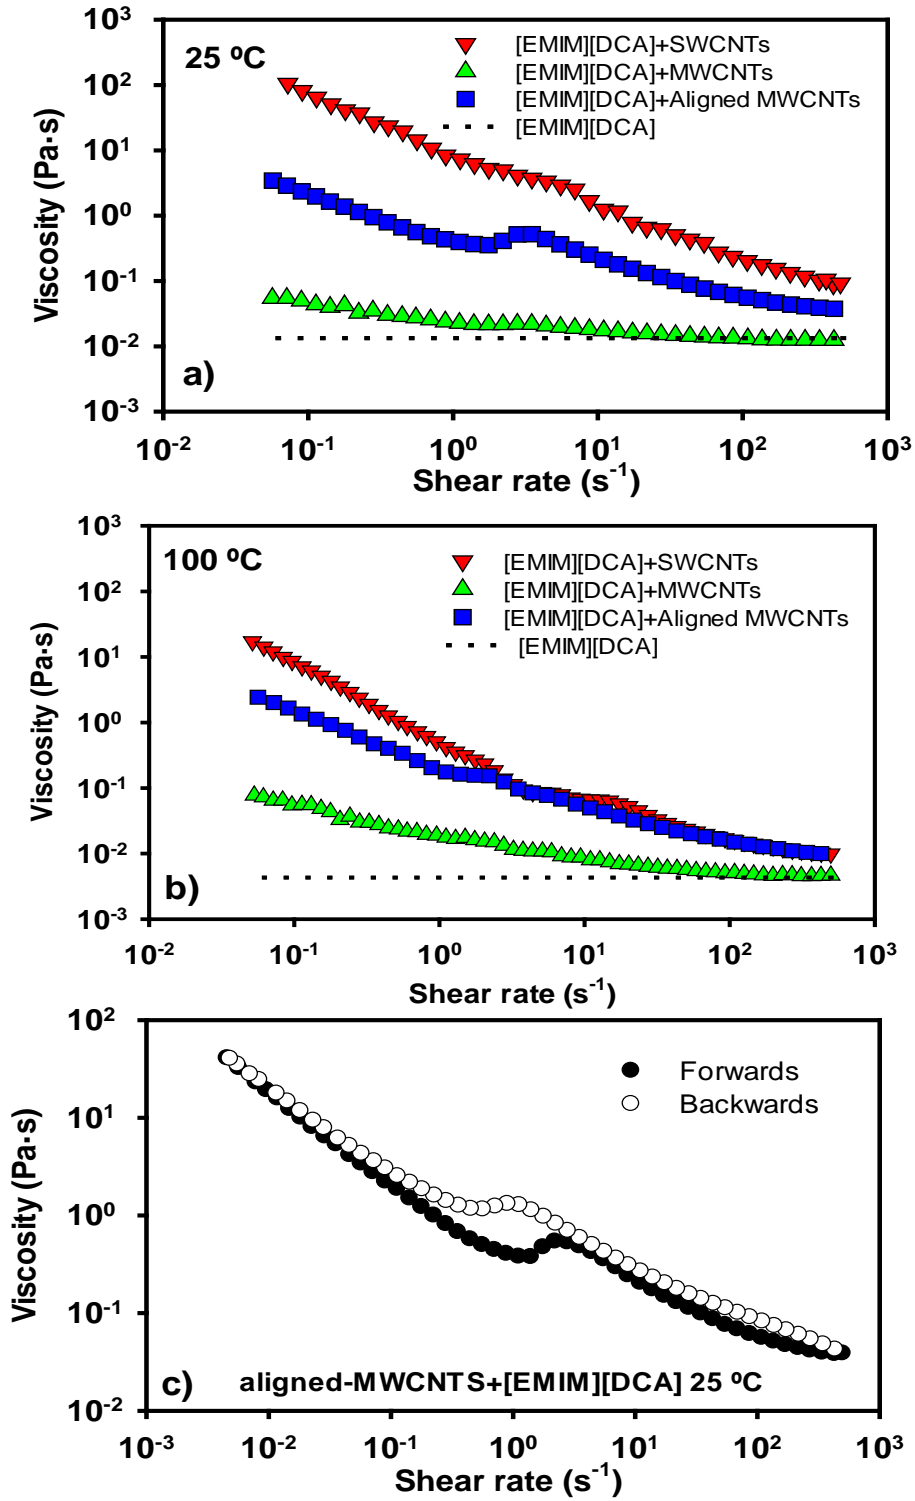 25 ºC
[EMIM][DCA]+SWCNTs
[EMIM][DCA]+MWCNTs
[EMIM][DCA]+Aligned MWCNTs
[EMIM][DCA]
Viscosity (Pa·s)
10³
10²
10¹
10⁰
10⁻¹
10⁻²
10⁻³
a)
10⁻² 10⁻¹ 10⁰ 10¹ 10² 10³
Shear rate (s⁻¹)
100 ºC
[EMIM][DCA]+SWCNTs
[EMIM][DCA]+MWCNTs
[EMIM][DCA]+Aligned MWCNTs
[EMIM][DCA]
Viscosity (Pa·s)
10³
10²
10¹
10⁰
10⁻¹
10⁻²
10⁻³
b)
10⁻² 10⁻¹ 10⁰ 10¹ 10² 10³
Shear rate (s⁻¹)
Forwards
Backwards
Viscosity (Pa·s)
10²
10¹
10⁰
10⁻¹
10⁻²
c) aligned-MWCNTS+[EMIM][DCA] 25 ºC
10⁻³ 10⁻² 10⁻¹ 10⁰ 10¹ 10² 10³
Shear rate (s⁻¹)